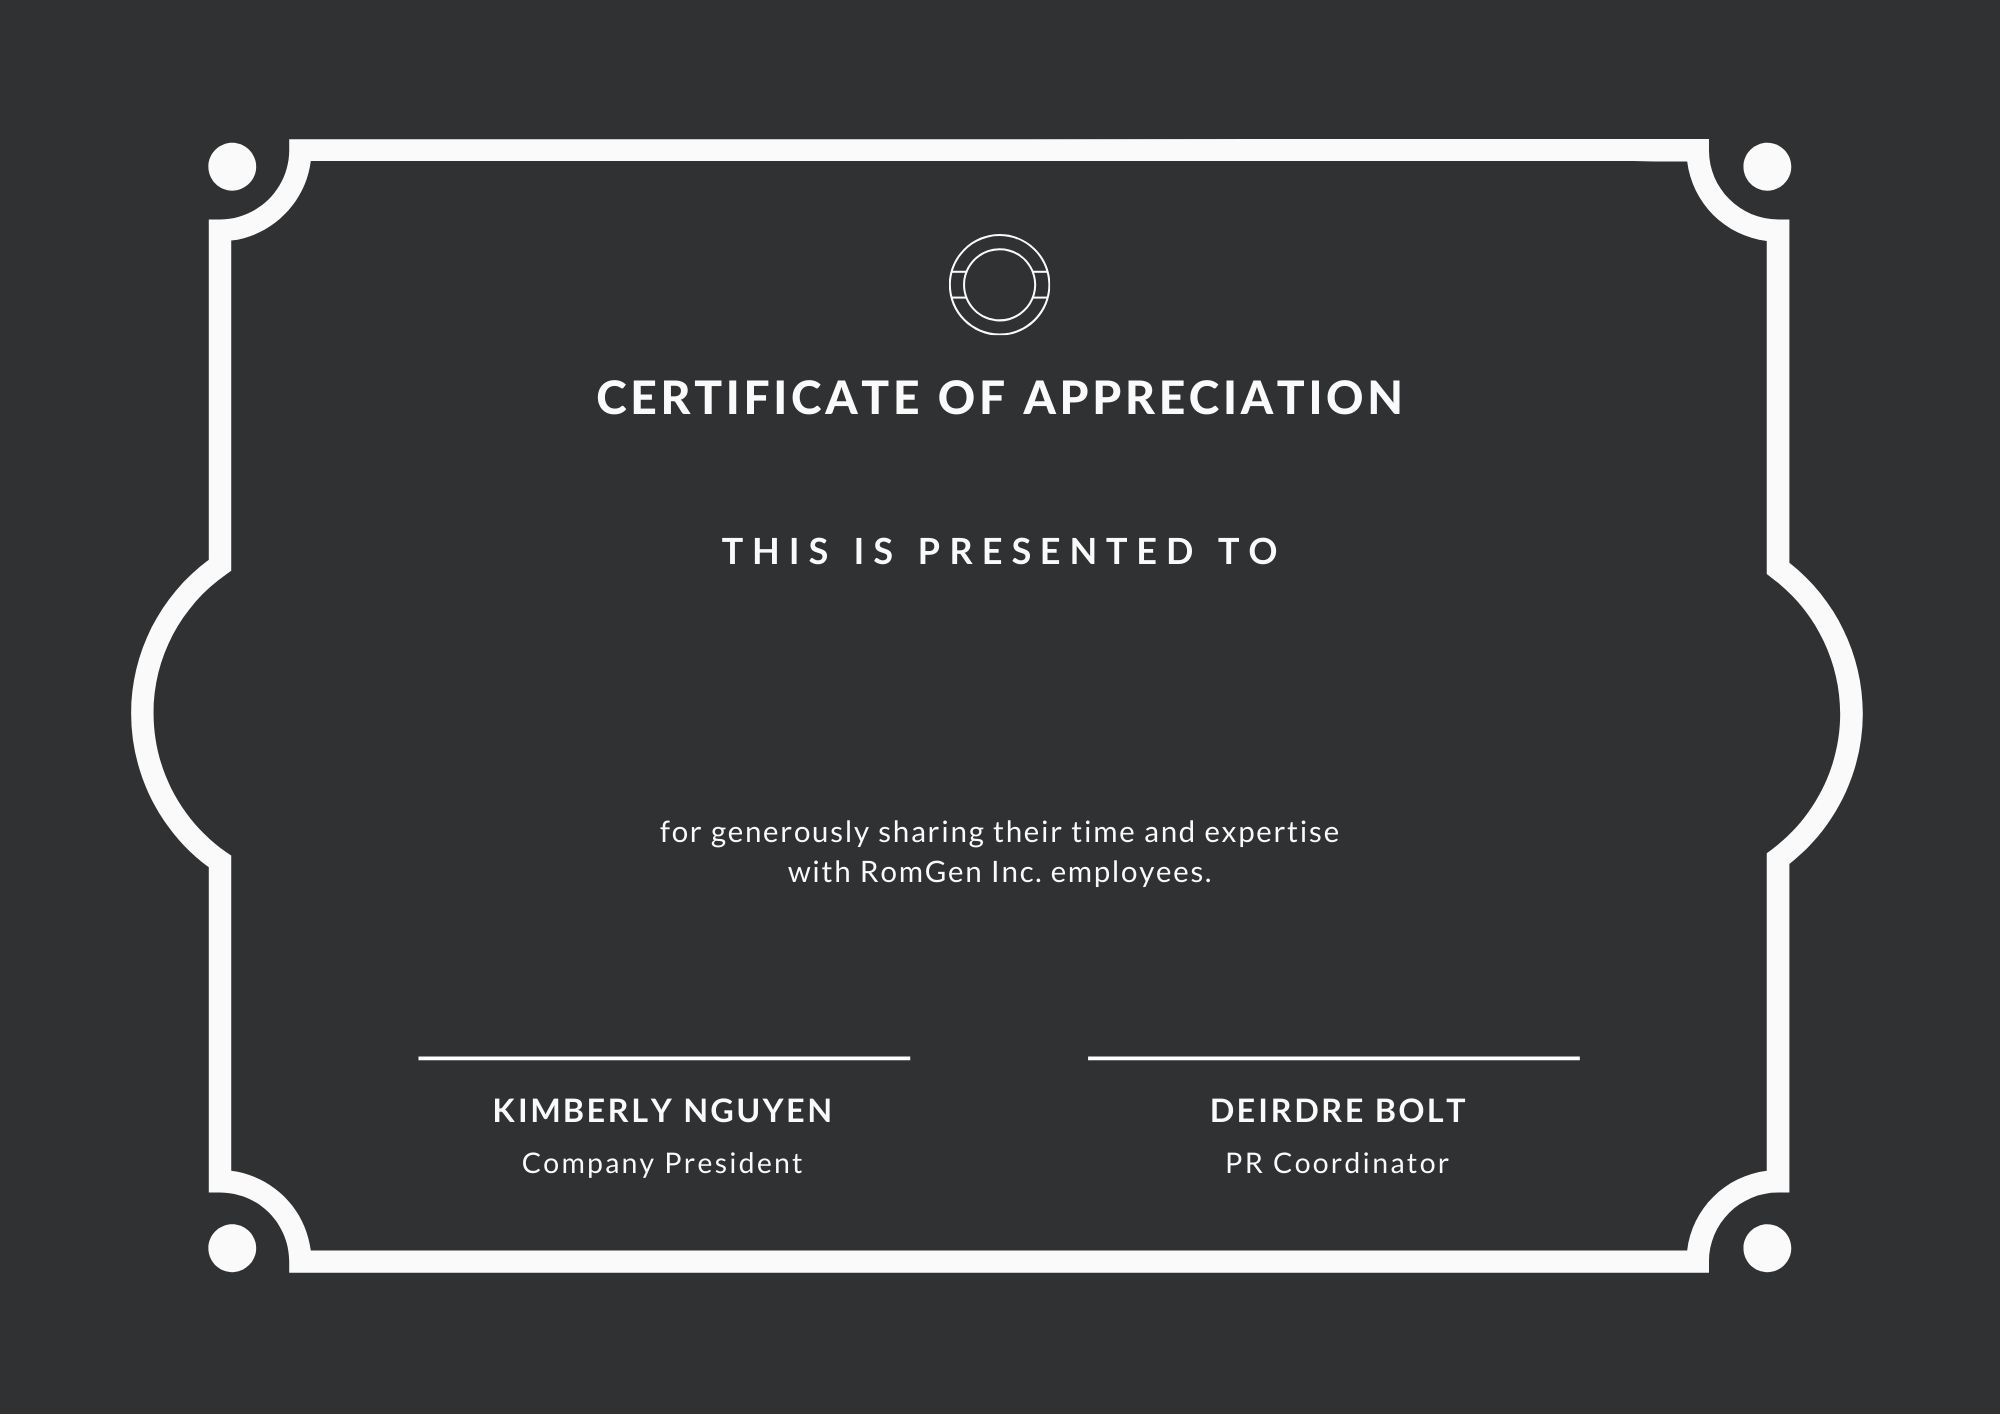 CERTIFICATE OF APPRECIATION
THIS IS PRESENTED TO
for generously sharing their time and expertise
with RomGen Inc. employees.
KIMBERLY NGUYEN
Company President
DEIRDRE BOLT
PR Coordinator